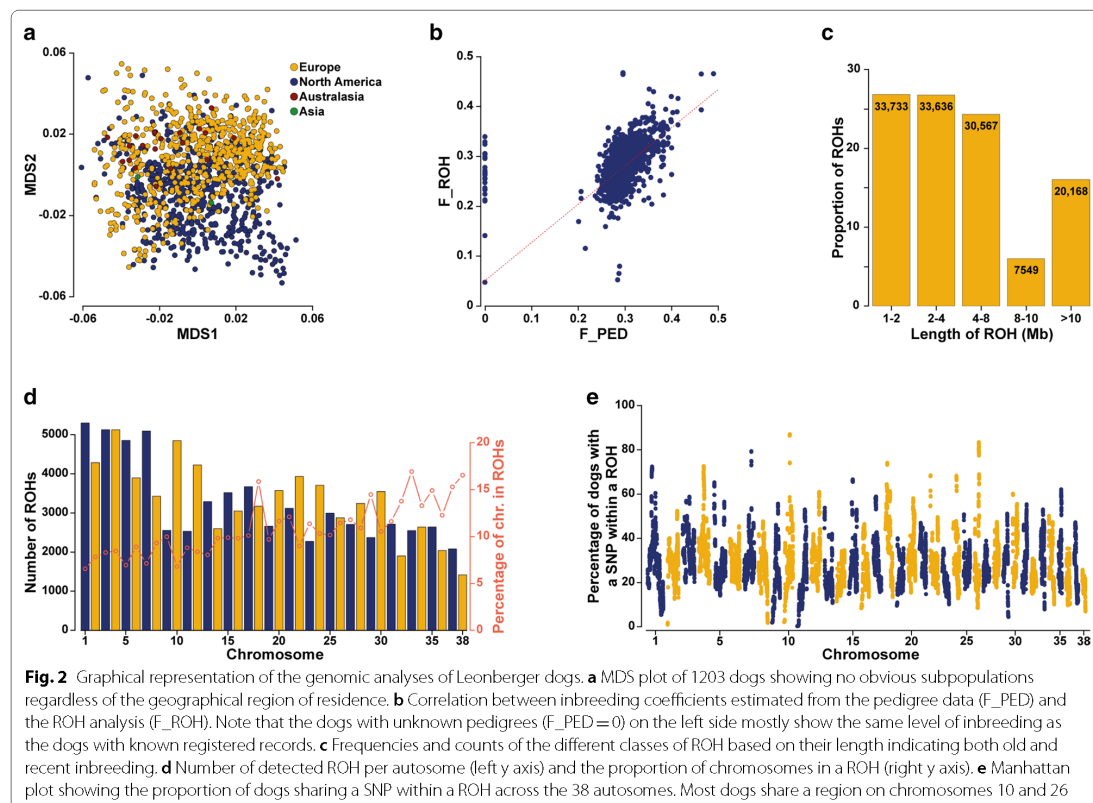 a
0.06
0.02
-0.02
-0.06
MDS2
-0.06
-0.02
0.02
0.06
MDS1
Europe
North America
Australasia
Asia
b
0.5
0.4
0.3
0.2
0.1
0
F_ROH
0
0.1
0.2
0.3
0.4
0.5
F_PED
c
30
20
10
0
Proportion of ROHs
33,733
33,636
30,567
7549
20,168
1-2
2-4
4-8
8-10
>10
Length of ROH (Mb)
d
5000
4000
3000
2000
1000
0
Number of ROHs
20
15
10
5
0
Percentage of chr. in ROHs
1
5
10
15
20
25
30
35
38
Chromosome
e
100
80
60
40
20
0
Percentage of dogs with
a SNP within a ROH
1
5
10
15
20
25
30
35
38
Chromosome
Fig. 2 Graphical representation of the genomic analyses of Leonberger dogs. a MDS plot of 1203 dogs showing no obvious subpopulations
regardless of the geographical region of residence. b Correlation between inbreeding coefficients estimated from the pedigree data (F_PED) and
the ROH analysis (F_ROH). Note that the dogs with unknown pedigrees (F_PED = 0) on the left side mostly show the same level of inbreeding as
the dogs with known registered records. c Frequencies and counts of the different classes of ROH based on their length indicating both old and
recent inbreeding. d Number of detected ROH per autosome (left y axis) and the proportion of chromosomes in a ROH (right y axis). e Manhattan
plot showing the proportion of dogs sharing a SNP within a ROH across the 38 autosomes. Most dogs share a region on chromosomes 10 and 26